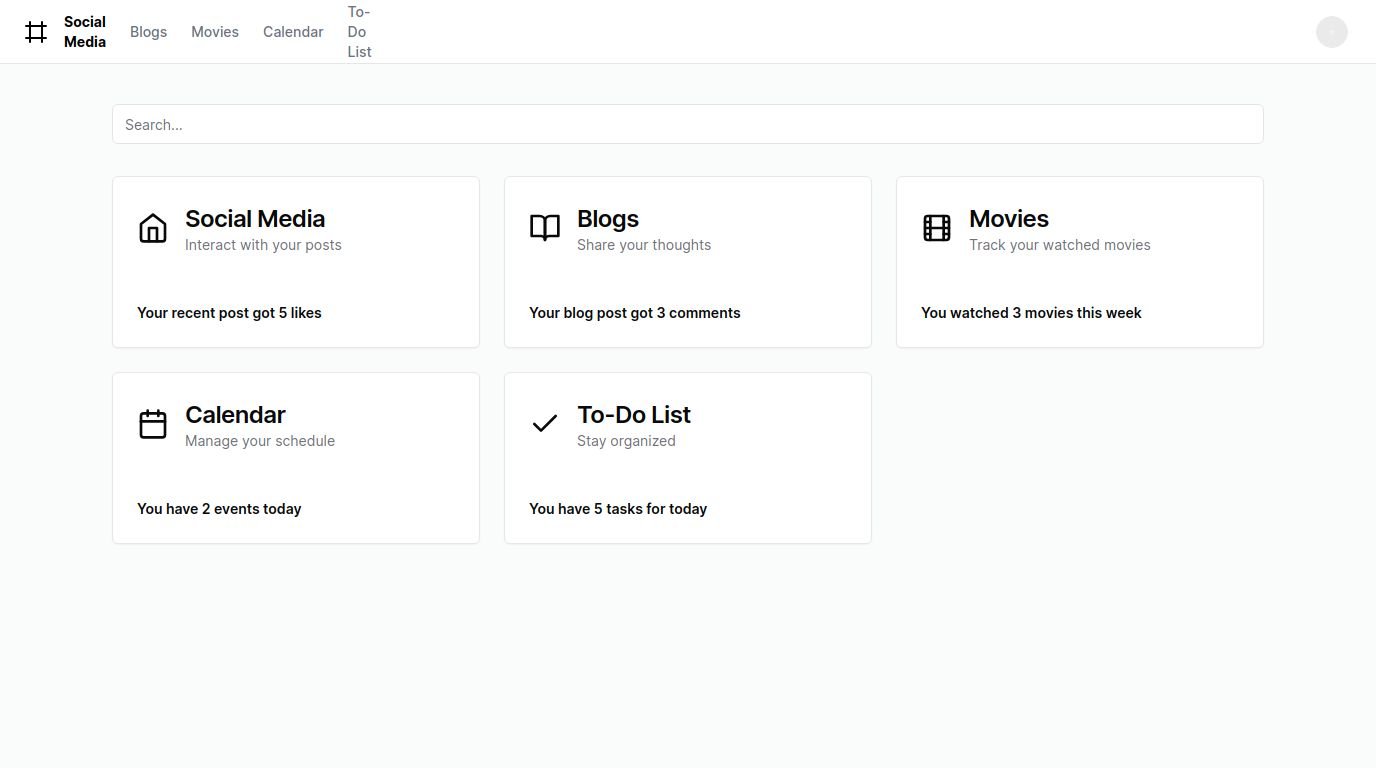 Social
Media
Blogs
Movies
Calendar
To-
Do
List
Search...
Social Media
Interact with your posts
Your recent post got 5 likes
Blogs
Share your thoughts
Your blog post got 3 comments
Movies
Track your watched movies
You watched 3 movies this week
Calendar
Manage your schedule
You have 2 events today
To-Do List
Stay organized
You have 5 tasks for today